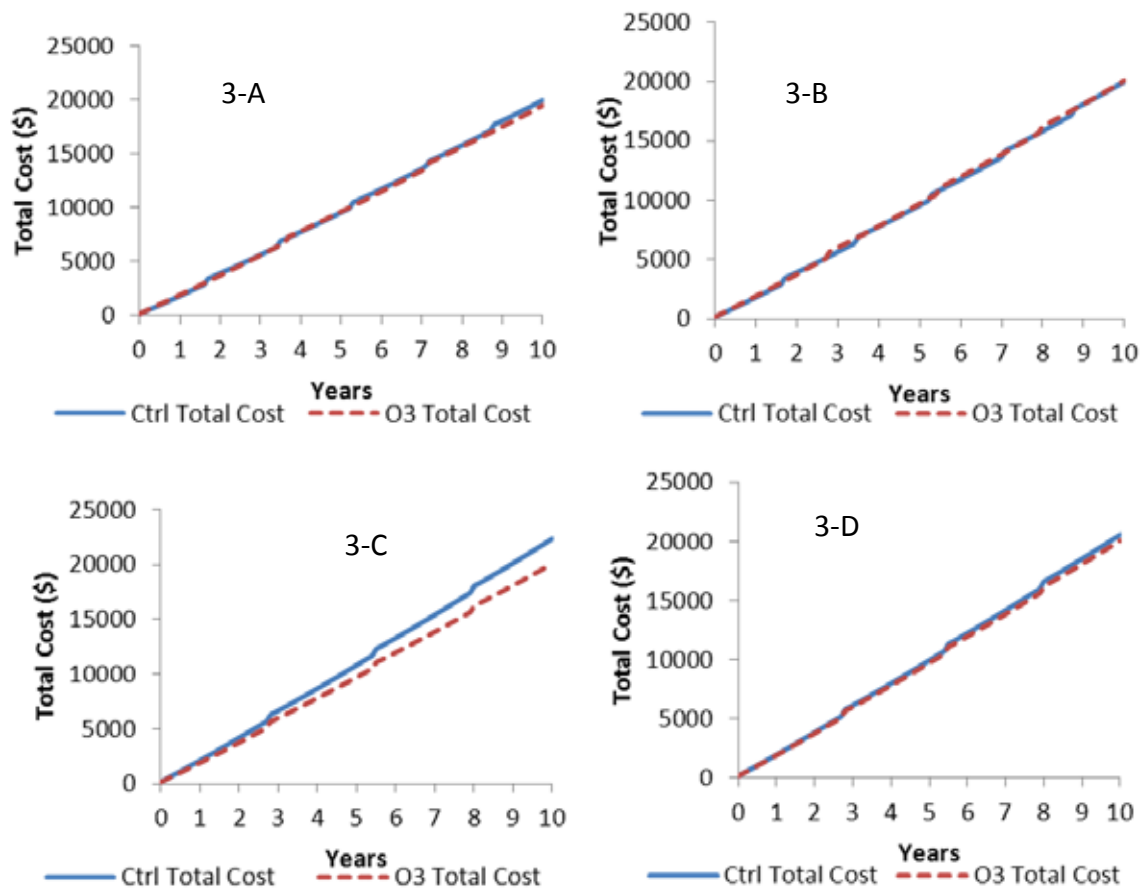 3-A
Total Cost ($)
25000
20000
15000
10000
5000
0
0 1 2 3 4 5 6 7 8 9 10
Years
Ctrl Total Cost O3 Total Cost
3-B
Total Cost ($)
25000
20000
15000
10000
5000
0
0 1 2 3 4 5 6 7 8 9 10
Years
Ctrl Total Cost O3 Total Cost
3-C
Total Cost ($)
25000
20000
15000
10000
5000
0
0 1 2 3 4 5 6 7 8 9 10
Years
Ctrl Total Cost O3 Total Cost
3-D
Total Cost ($)
25000
20000
15000
10000
5000
0
0 1 2 3 4 5 6 7 8 9 10
Years
Ctrl Total Cost O3 Total Cost